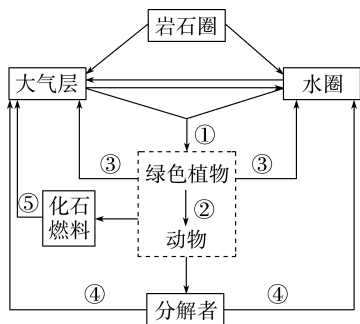 岩石圈
大气层
水圈
①
③
绿色植物
③
②
⑤
化石
燃料
动物
④
分解者
④